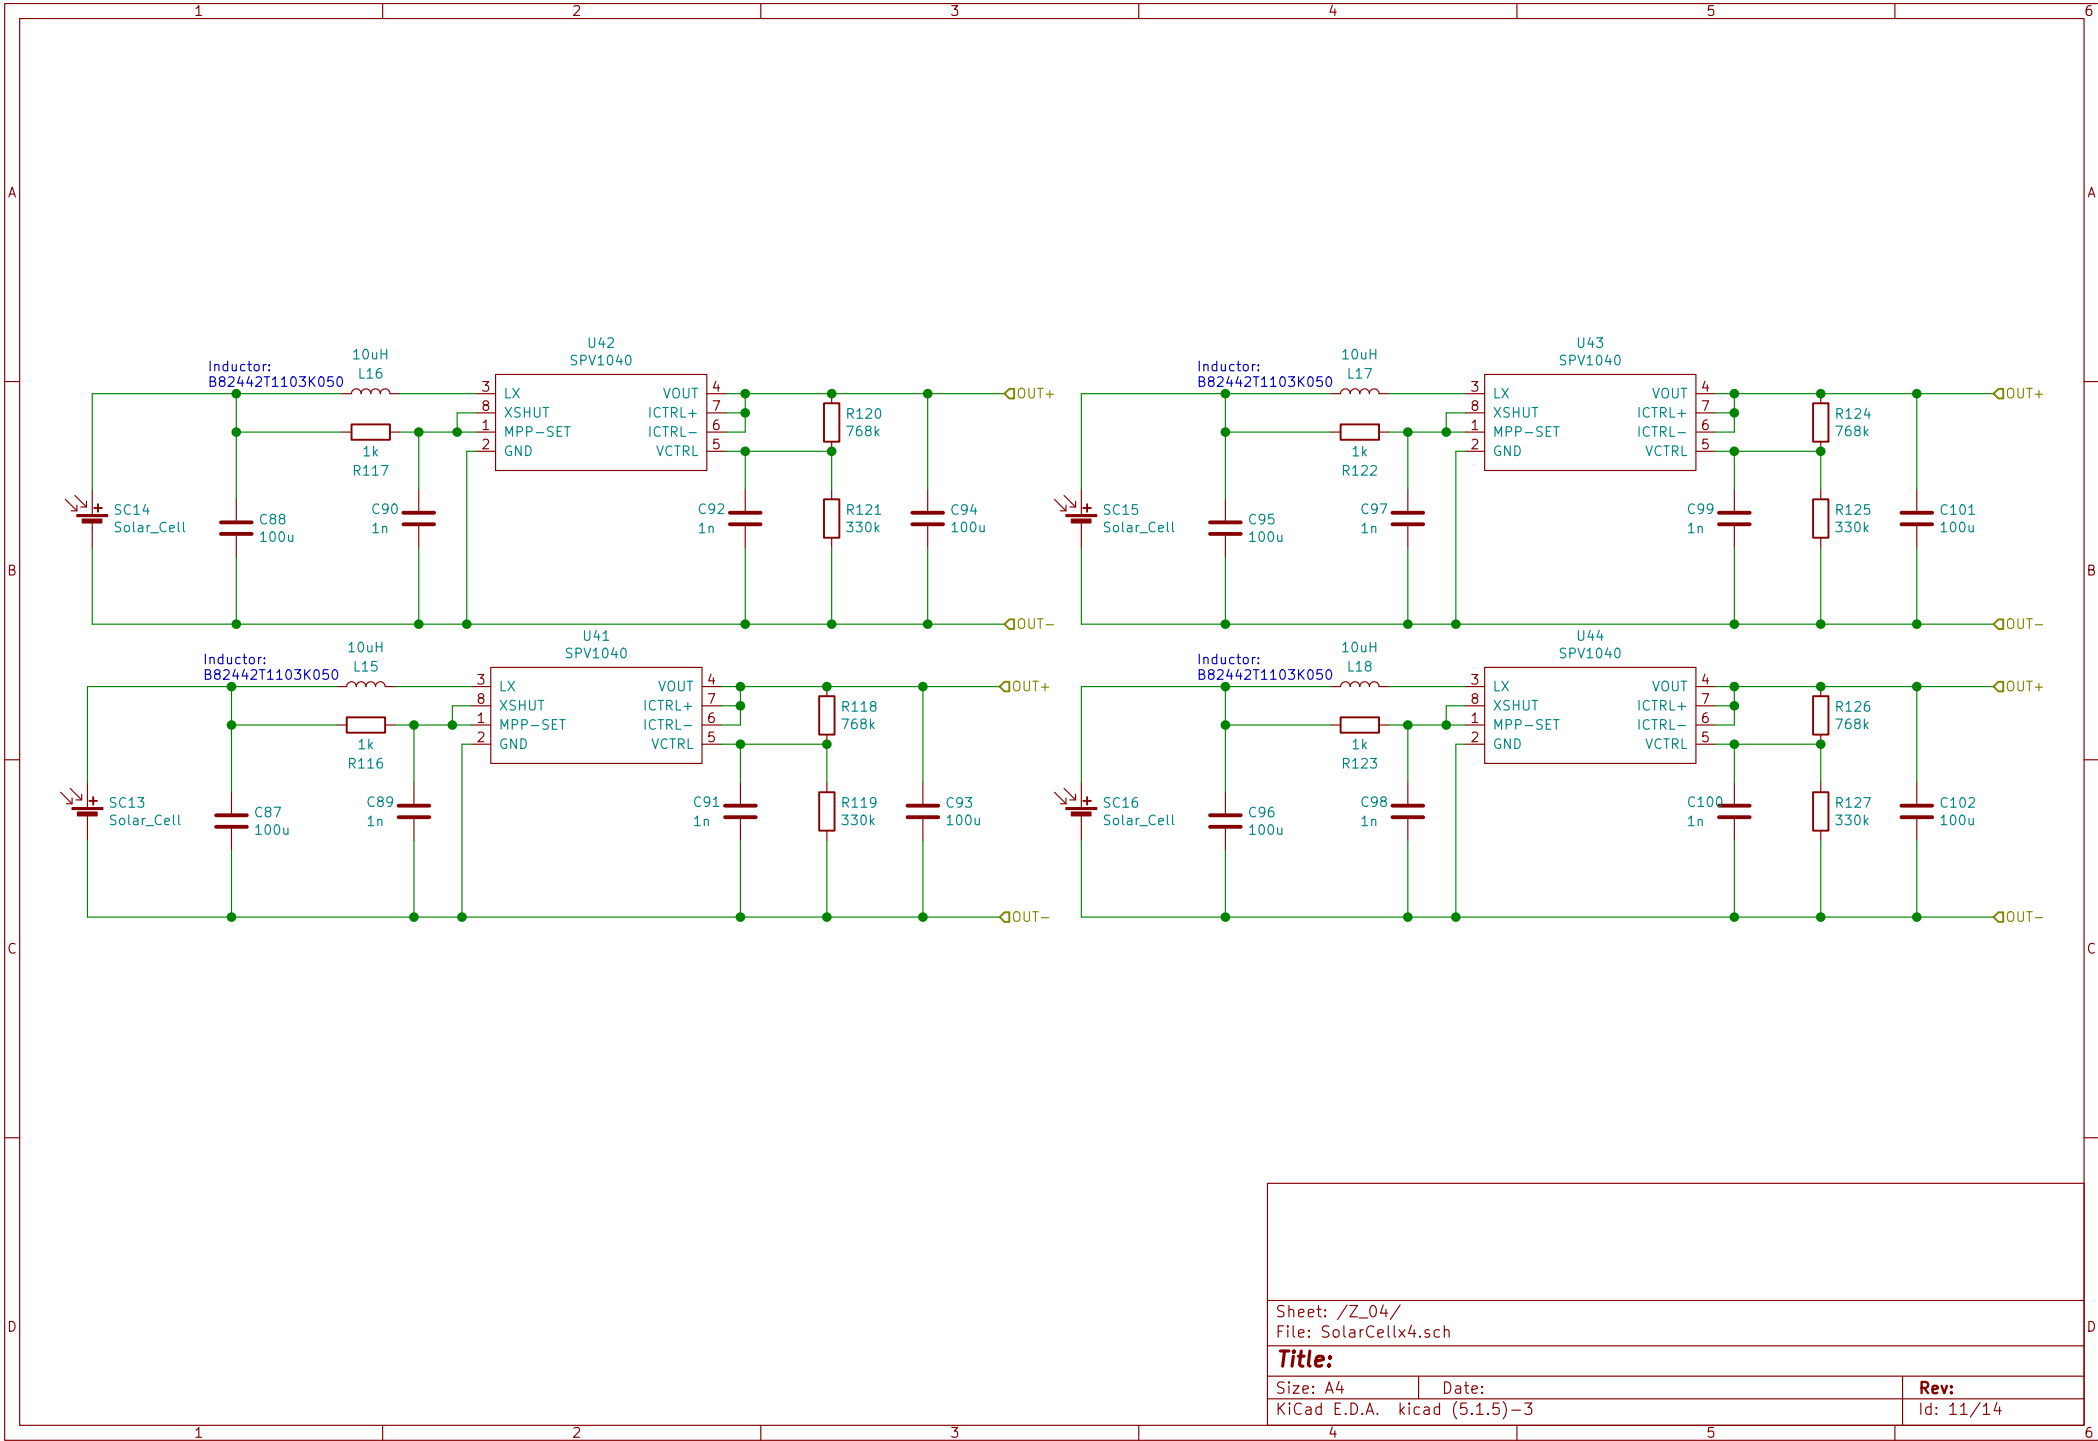 1 2 3 4 5 6
A A
B B
C C
D D
U42
SPV1040
10uH
L16
Inductor:
B82442T1103K050
3 LX VOUT 4
8 XSHUT ICTRL+ 7
1 MPP-SET ICTRL- 6
2 GND VCTRL 5
OUT+
R120
768k
1k
R117
SC14
Solar_Cell
C88
100u
C90
1n
C92
1n
R121
330k
C94
100u
OUT-
U43
SPV1040
10uH
L17
Inductor:
B82442T1103K050
3 LX VOUT 4
8 XSHUT ICTRL+ 7
1 MPP-SET ICTRL- 6
2 GND VCTRL 5
OUT+
R124
768k
1k
R122
SC15
Solar_Cell
C95
100u
C97
1n
C99
1n
R125
330k
C101
100u
OUT-
U41
SPV1040
10uH
L15
Inductor:
B82442T1103K050
3 LX VOUT 4
8 XSHUT ICTRL+ 7
1 MPP-SET ICTRL- 6
2 GND VCTRL 5
OUT+
R118
768k
1k
R116
SC13
Solar_Cell
C87
100u
C89
1n
C91
1n
R119
330k
C93
100u
OUT-
U44
SPV1040
10uH
L18
Inductor:
B82442T1103K050
3 LX VOUT 4
8 XSHUT ICTRL+ 7
1 MPP-SET ICTRL- 6
2 GND VCTRL 5
OUT+
R126
768k
1k
R123
SC16
Solar_Cell
C96
100u
C98
1n
C100
1n
R127
330k
C102
100u
OUT-
Sheet: /Z_04/
File: SolarCellx4.sch
Title:
Size: A4 Date: Rev:
KiCad E.D.A. kicad (5.1.5)-3 Id: 11/14
1 2 3 4 5 6